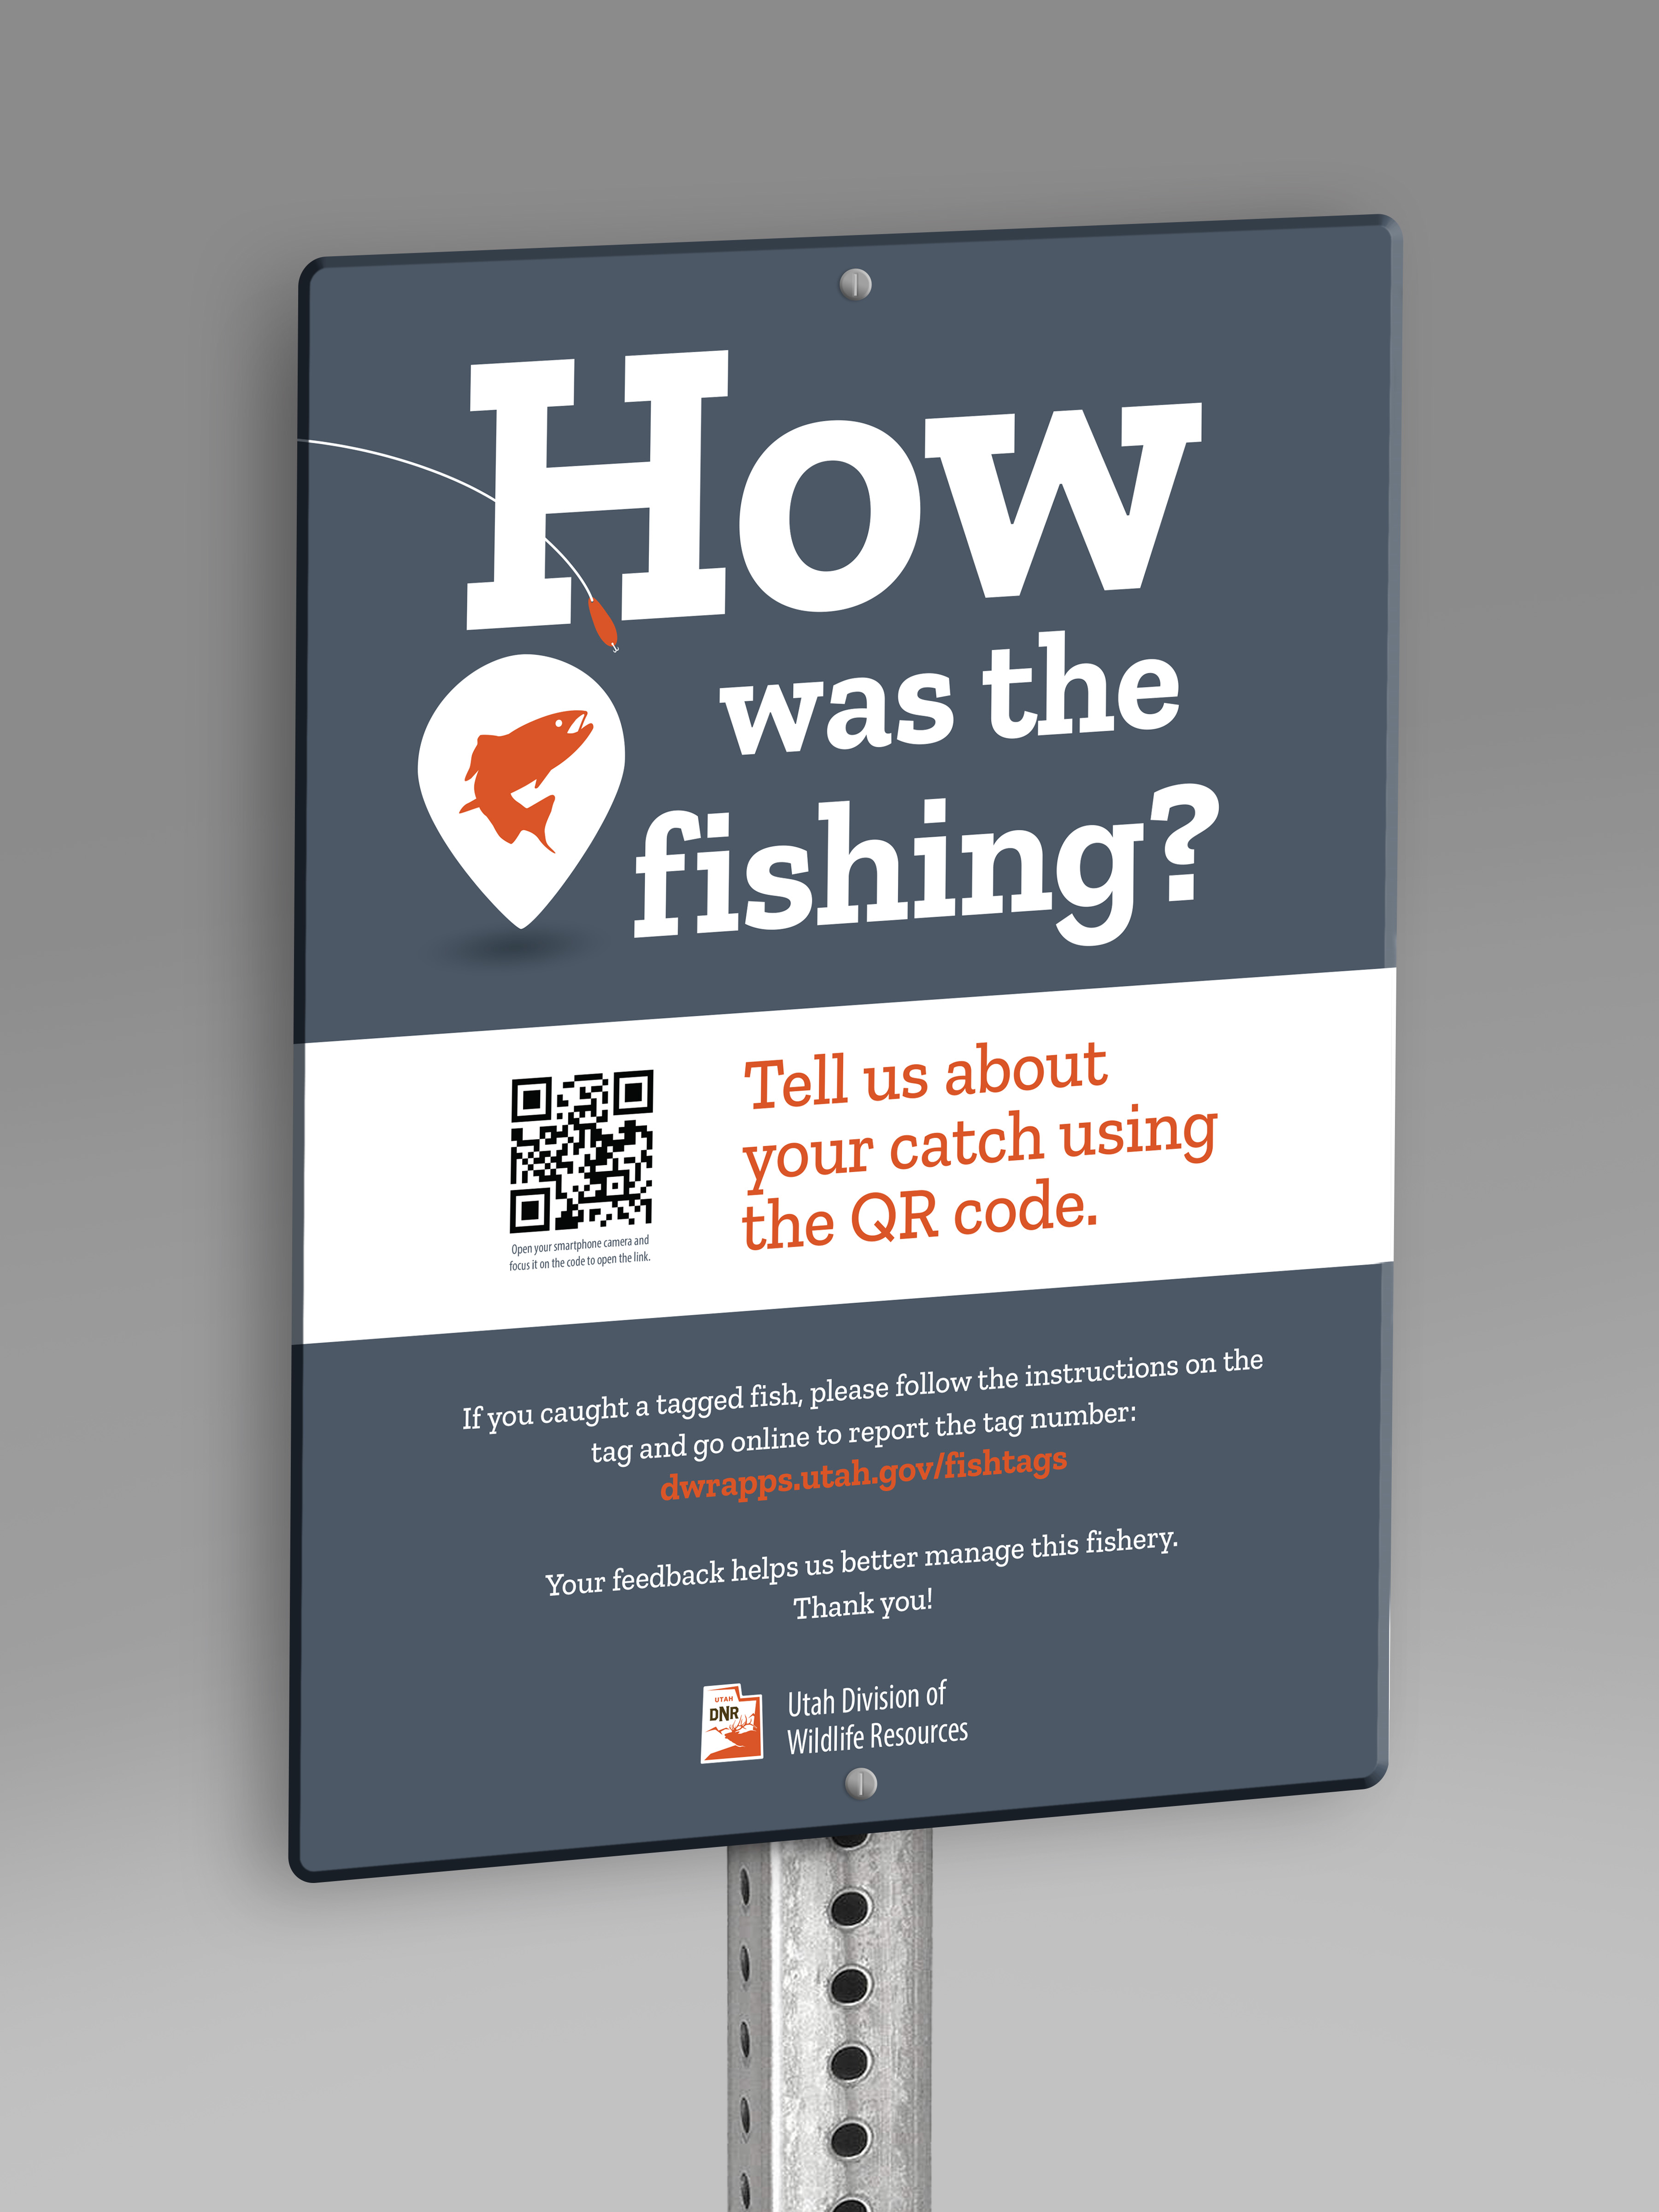 How
was the
fishing?
Tell us about
your catch using
the QR code.
Open your smartphone camera and
focus it on the code to open the link.
If you caught a tagged fish, please follow the instructions on the
tag and go online to report the tag number:
dwrapps.utah.gov/fishtags
Your feedback helps us better manage this fishery.
Thank you!
UTAH
DNR
Utah Division of
Wildlife Resources